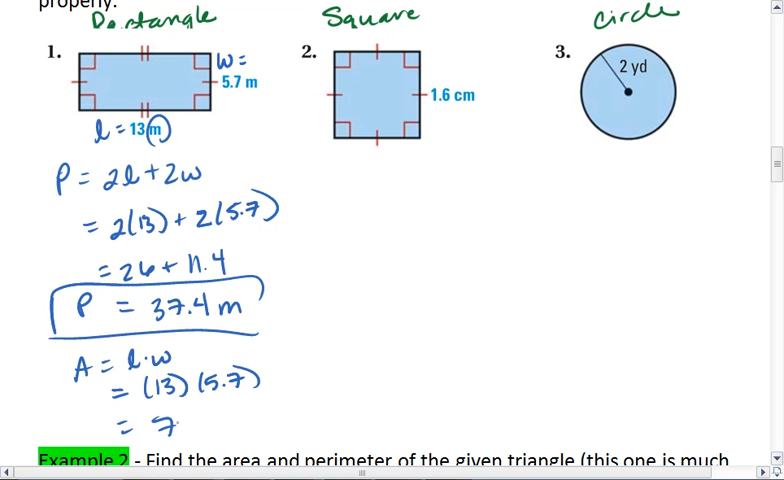 properly.
Rectangle Square Circle
1. w = 5.7 m 2. 1.6 cm 3. 2 yd
l = 13 m
P = 2l + 2w
= 2(13) + 2(5.7)
= 26 + 11.4
P = 37.4 m
A = l · w
= (13) (5.7)
= 7
Example 2 - Find the area and perimeter of the given triangle (this one is much